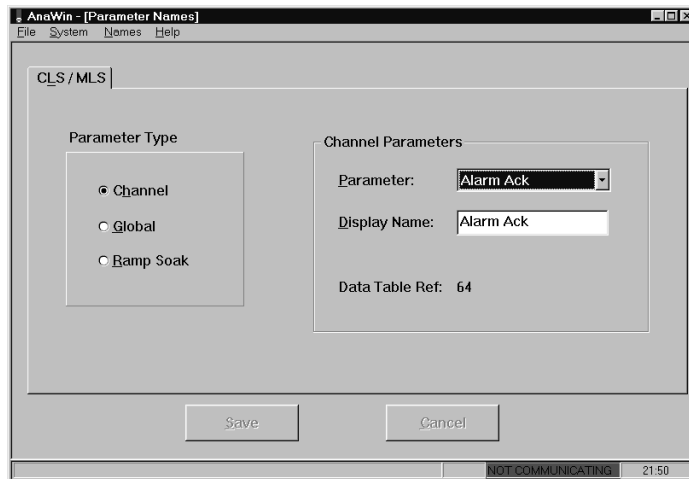 AnaWin - [Parameter Names]
File System Names Help
CLS / MLS
Parameter Type
Channel
Global
Ramp Soak
Channel Parameters
Parameter: Alarm Ack
Display Name: Alarm Ack
Data Table Ref: 64
Save Cancel
NOT COMMUNICATING 21:50